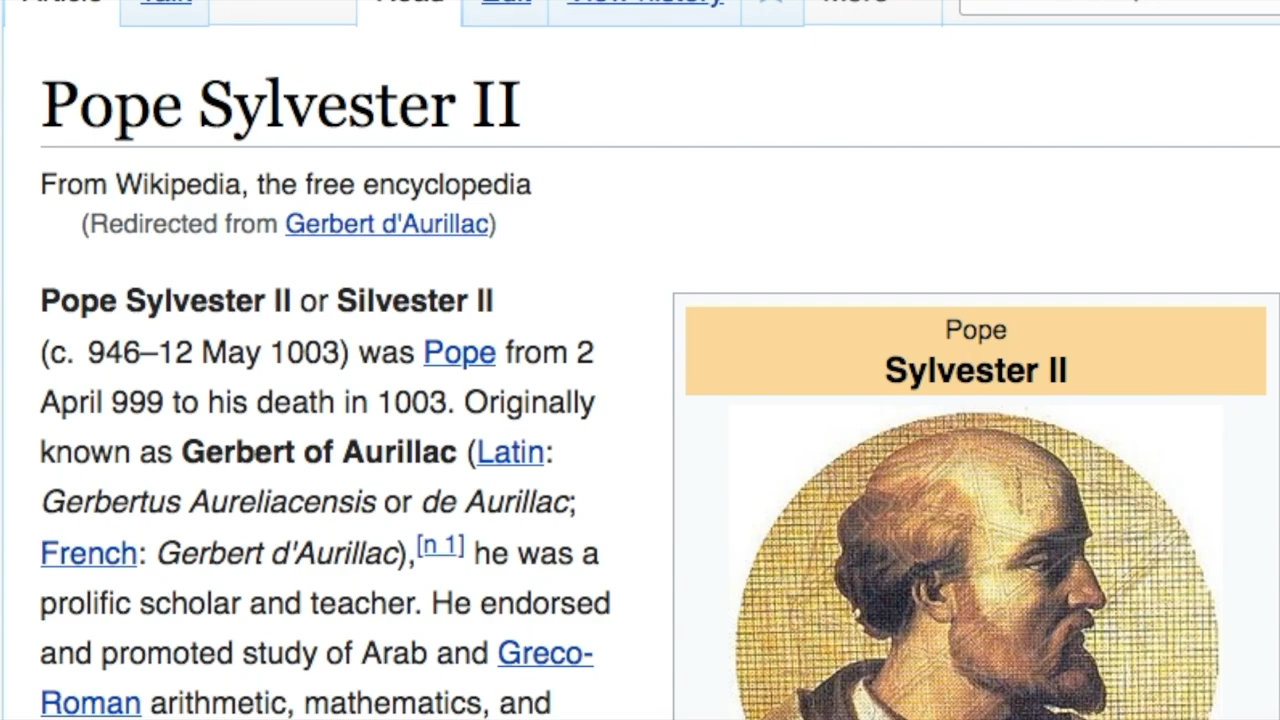 Pope Sylvester II
From Wikipedia, the free encyclopedia
(Redirected from Gerbert d'Aurillac)
Pope Sylvester II or Silvester II
(c. 946–12 May 1003) was Pope from 2
April 999 to his death in 1003. Originally
known as Gerbert of Aurillac (Latin:
Gerbertus Aureliacensis or de Aurillac;
French: Gerbert d'Aurillac),[n 1] he was a
prolific scholar and teacher. He endorsed
and promoted study of Arab and Greco-
Roman arithmetic, mathematics, and
Pope
Sylvester II